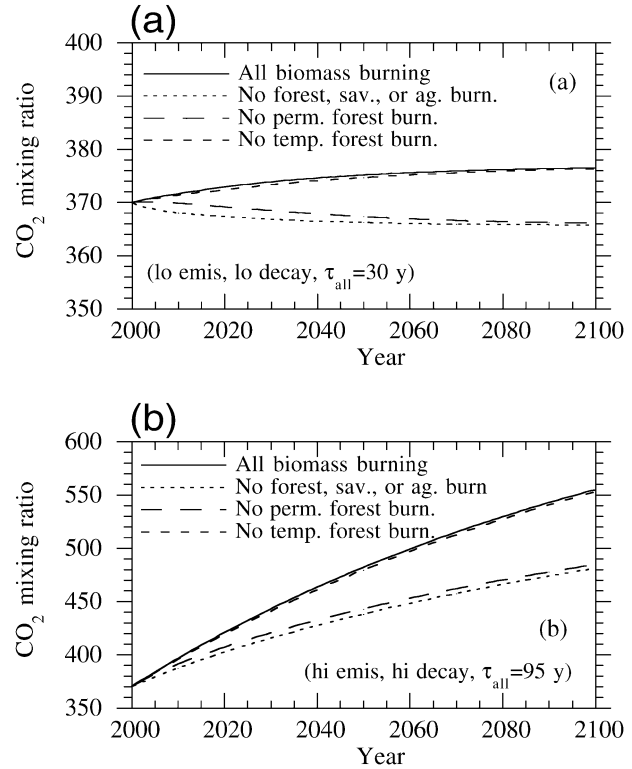 (a)
400
390
380
370
360
350
CO2 mixing ratio
All biomass burning
No forest, sav., or ag. burn.
No perm. forest burn.
No temp. forest burn.
(a)
(lo emis, lo decay, τall=30 y)
2000 2020 2040 2060 2080 2100
Year
(b)
600
550
500
450
400
350
CO2 mixing ratio
All biomass burning
No forest, sav., or ag. burn
No perm. forest burn.
No temp. forest burn.
(b)
(hi emis, hi decay, τall=95 y)
2000 2020 2040 2060 2080 2100
Year